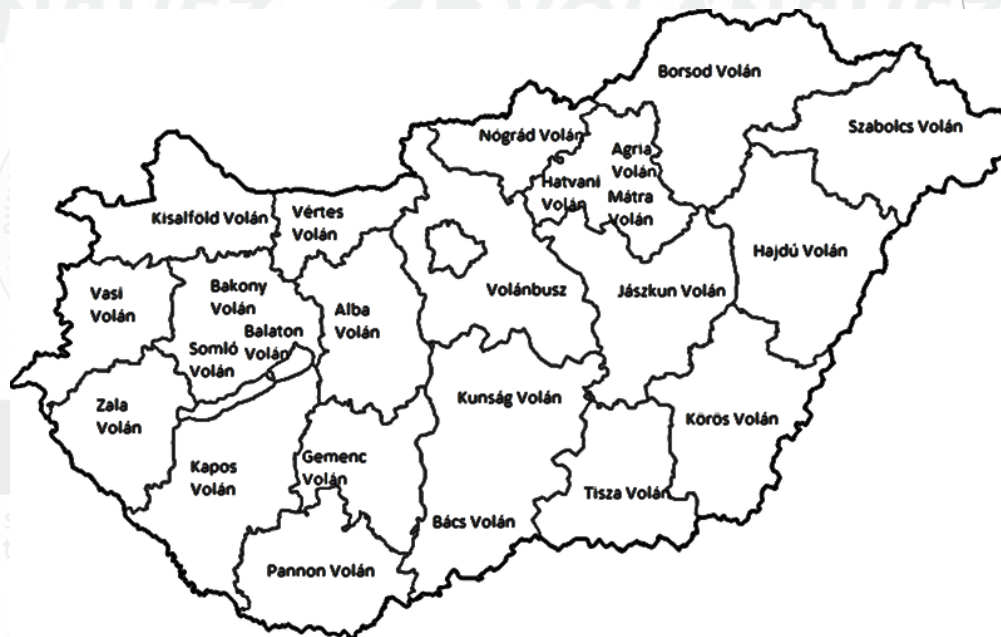 Borsod Volán
Szabolcs Volán
Nógrád Volán
Agria
Volán
Hatvani
Volán
Mátra
Volán
Kisalföld Volán
Vértes
Volán
Hajdú Volán
Vasi
Volán
Bakony
Volán
Alba
Volán
Volánbusz
Jászkun Volán
Balaton
Volán
Somló
Volán
Zala
Volán
Kunság Volán
Körös Volán
Kapos
Volán
Gemenc
Volán
Tisza Volán
Bács Volán
Pannon Volán